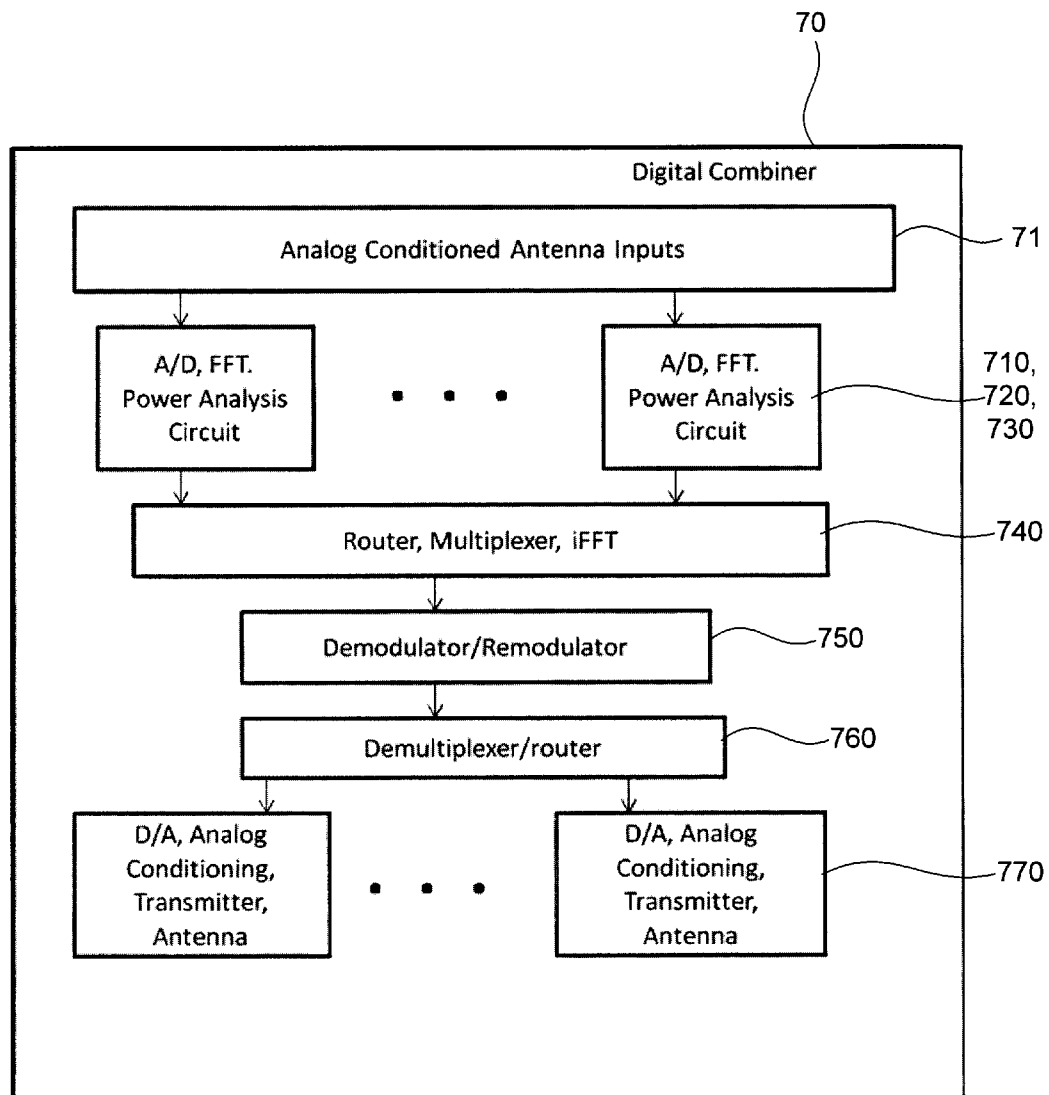 70
Digital Combiner
Analog Conditioned Antenna Inputs
71
A/D, FFT.
Power Analysis
Circuit
A/D, FFT.
Power Analysis
Circuit
710,
720,
730
Router, Multiplexer, iFFT
740
Demodulator/Remodulator
750
Demultiplexer/router
760
D/A, Analog
Conditioning,
Transmitter,
Antenna
D/A, Analog
Conditioning,
Transmitter,
Antenna
770